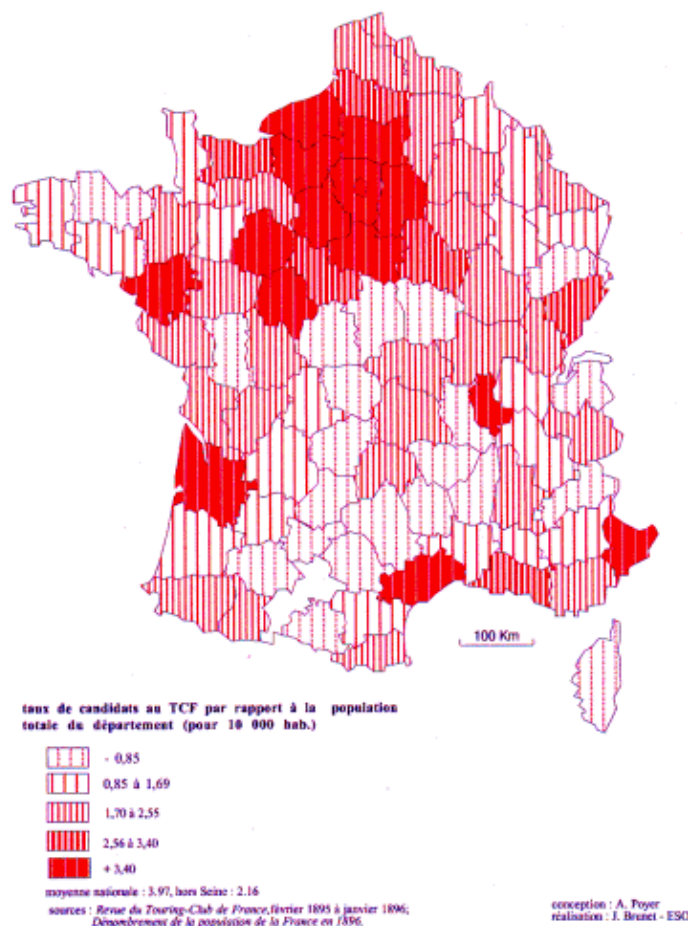 100 Km
taux de candidats au TCF par rapport à la population
totale du département (pour 10 000 hab.)
- 0,85
0,85 à 1,69
1,70 à 2,55
2,56 à 3,40
+ 3,40
moyenne nationale : 3.97, hors Seine : 2.16
sources : Revue du Touring-Club de France, février 1895 à janvier 1896;
Dénombrement de la population de la France en 1896.
conception : A. Poyer
réalisation : J. Brunet - ESO